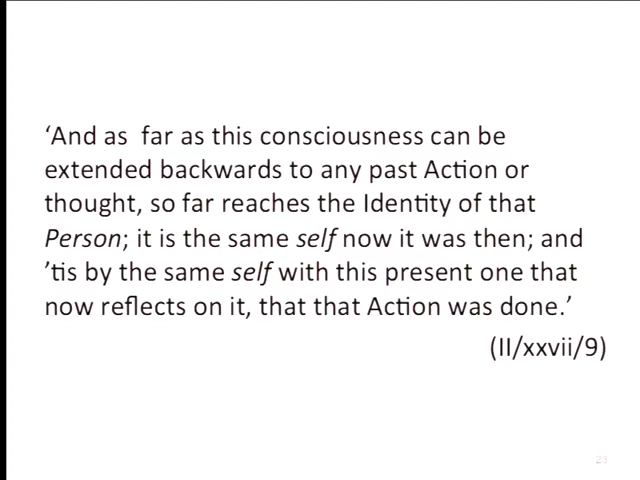 ‘And as far as this consciousness can be
extended backwards to any past Action or
thought, so far reaches the Identity of that
Person; it is the same self now it was then; and
’tis by the same self with this present one that
now reflects on it, that that Action was done.’
(II/xxvii/9)
23